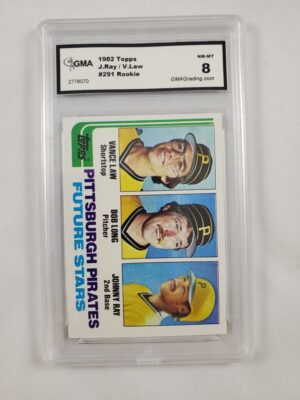 GMA
2778070
1982 Topps
J.Ray / V.Law
#291 Rookie
NM-MT
8
GMAGrading.com
Topps
VANCE LAW
Shortstop
BOB LONG
Pitcher
JOHNNY RAY
2nd Base
PITTSBURGH PIRATES
FUTURE STARS
P
P
P